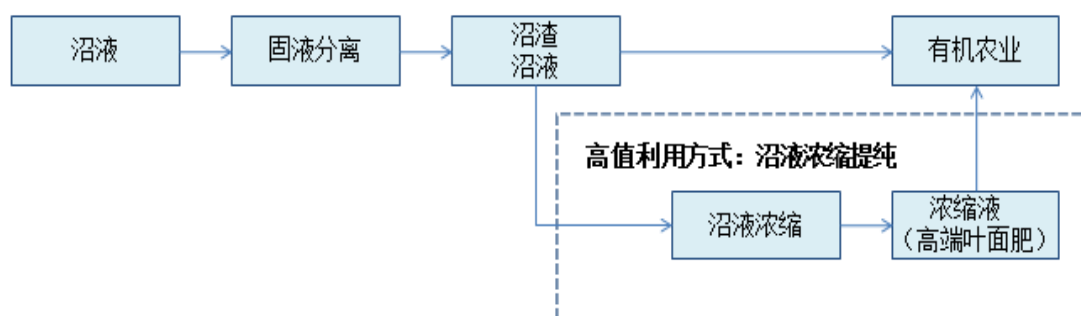 沼液
固液分离
沼渣
沼液
有机农业
高值利用方式：沼液浓缩提纯
沼液浓缩
浓缩液
（高端叶面肥）